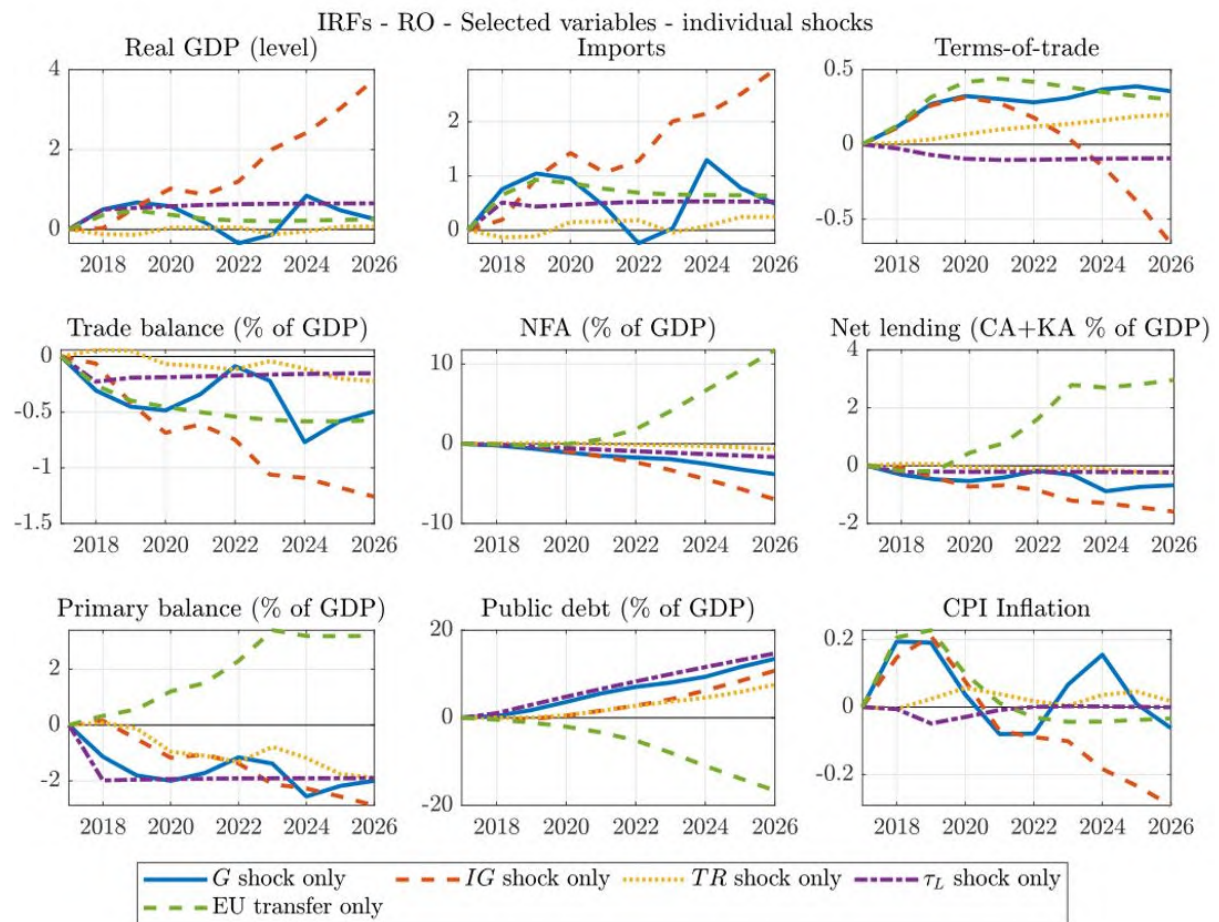 IRFs - RO - Selected variables - individual shocks
Real GDP (level)
4
2
0
2018 2020 2022 2024 2026
Imports
2
1
0
2018 2020 2022 2024 2026
Terms-of-trade
0.5
0
-0.5
2018 2020 2022 2024 2026
Trade balance (% of GDP)
0
-0.5
-1
-1.5
2018 2020 2022 2024 2026
NFA (% of GDP)
10
0
-10
2018 2020 2022 2024 2026
Net lending (CA+KA % of GDP)
4
2
0
-2
2018 2020 2022 2024 2026
Primary balance (% of GDP)
2
0
-2
2018 2020 2022 2024 2026
Public debt (% of GDP)
20
0
-20
2018 2020 2022 2024 2026
CPI Inflation
0.2
0
-0.2
2018 2020 2022 2024 2026
G shock only IG shock only TR shock only τL shock only
EU transfer only